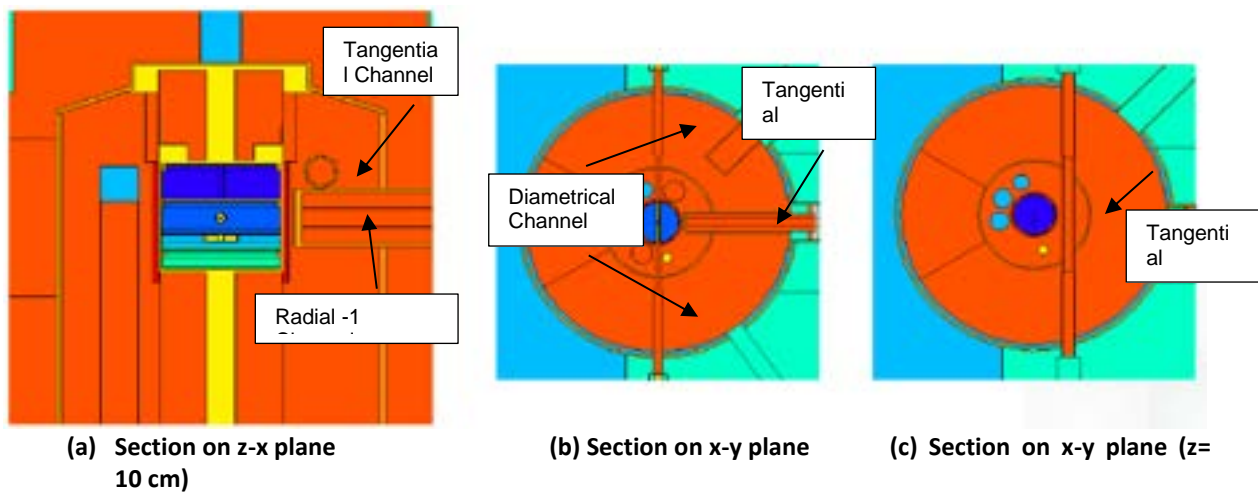 Tangentia
l Channel
Radial -1
Tangenti
al
Diametrical
Channel
Tangenti
al
(a) Section on z-x plane
10 cm)
(b) Section on x-y plane
(c) Section on x-y plane (z=